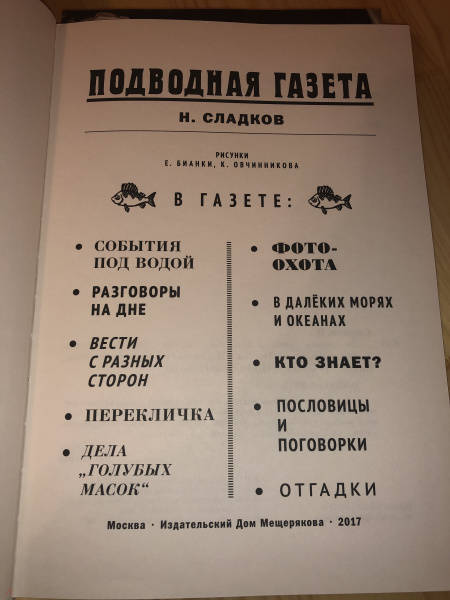 ПОДВОДНАЯ ГАЗЕТА
Н. СЛАДКОВ
РИСУНКИ
Е. БИАНКИ, К. ОВЧИННИКОВА
В ГАЗЕТЕ:
• СОБЫТИЯ
ПОД ВОДОЙ
• РАЗГОВОРЫ
НА ДНЕ
• ВЕСТИ
С РАЗНЫХ
СТОРОН
• ПЕРЕКЛИЧКА
• ДЕЛА
„ГОЛУБЫХ
МАСОК“
• ФОТО-
ОХОТА
• В ДАЛЁКИХ МОРЯХ
И ОКЕАНАХ
• КТО ЗНАЕТ?
• ПОСЛОВИЦЫ
И
ПОГОВОРКИ
• ОТГАДКИ
Москва · Издательский Дом Мещерякова · 2017